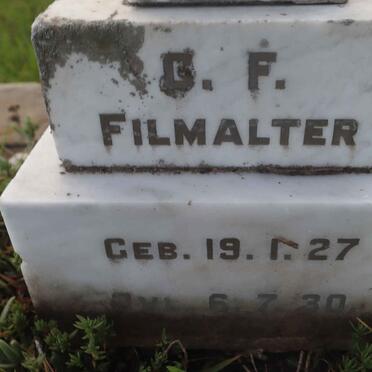 G. F.
FILMALTER
GEB. 19. 1. 27
6. 7. 30